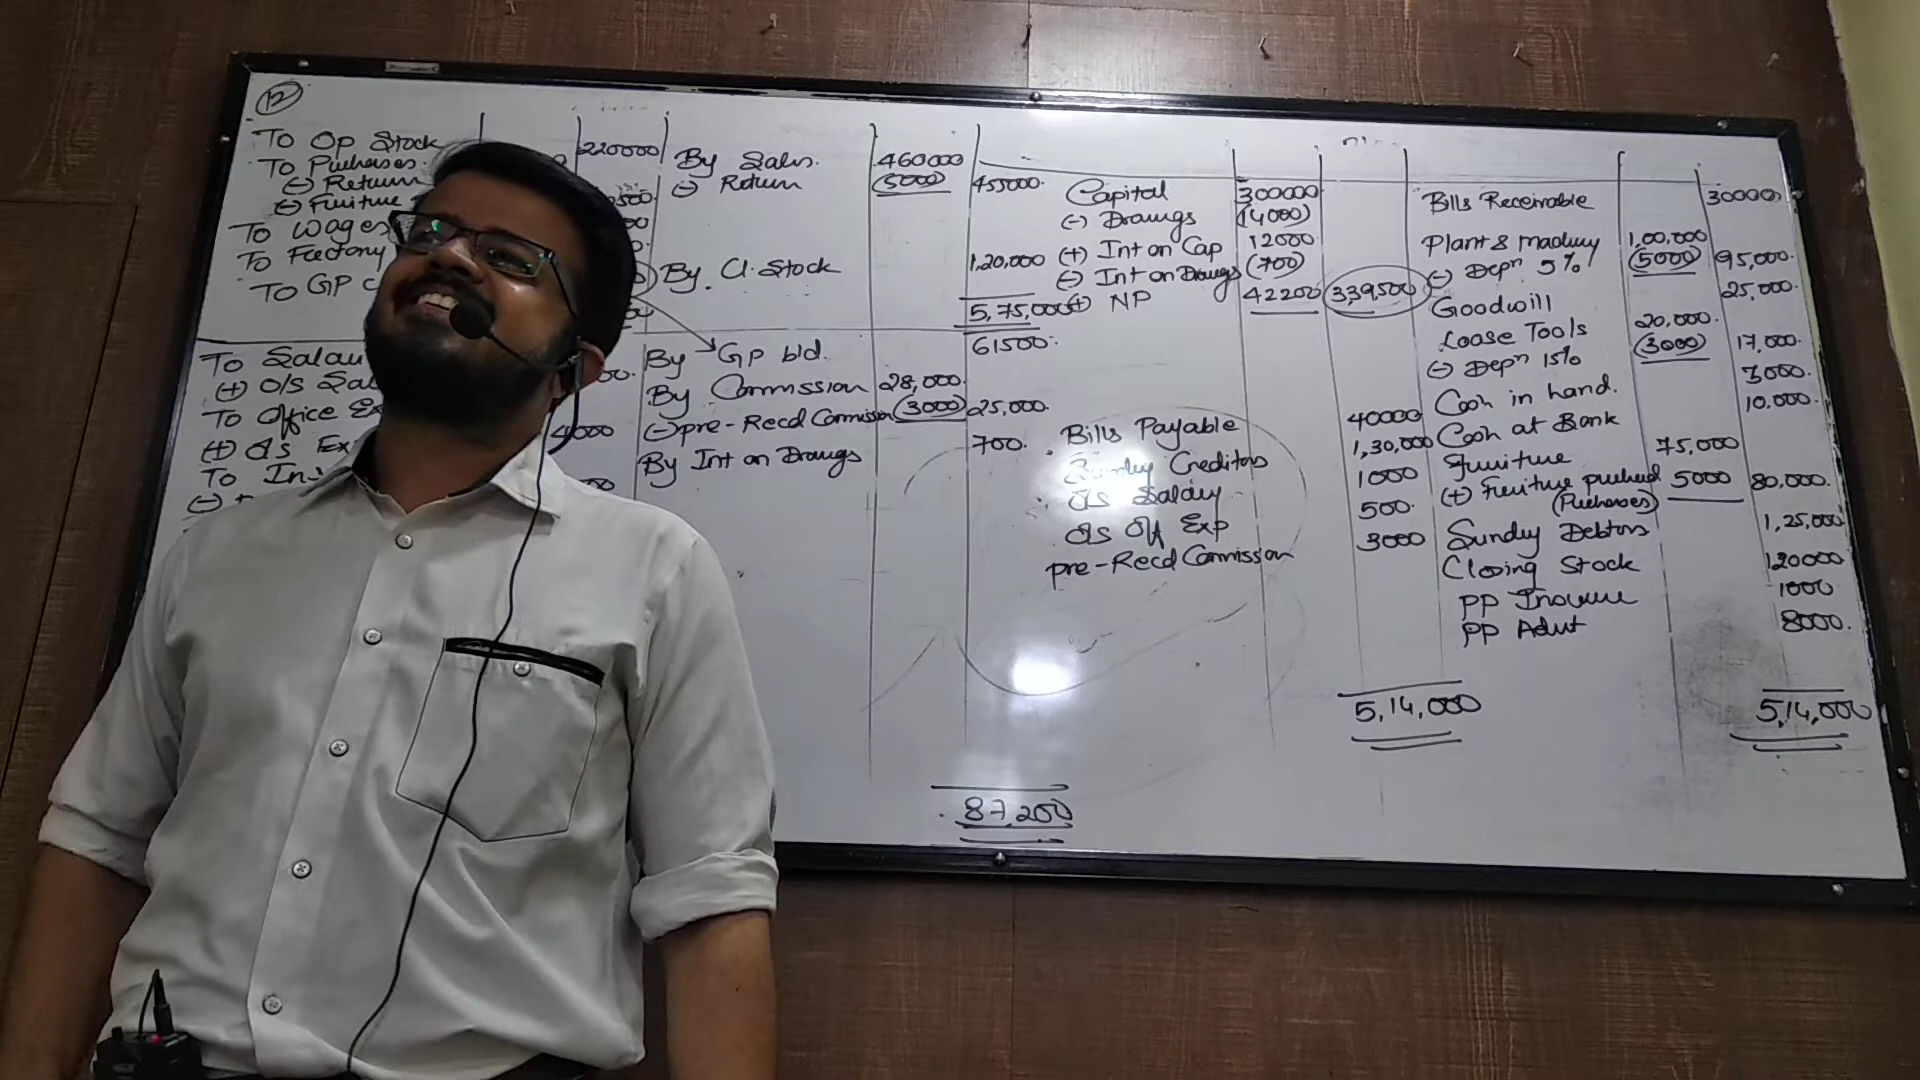 12
To Op Stock 220000 By Sales. 460000
To Purchases.
(-) Return (-) Return (5000) 455000.
(-) Furniture
To Wages
To Factory By Cl. Stock 1,20,000
To GP
5,75,000
By GP b/d. 61500.
To Salary
(+) O/S Sal By Commission 28,000.
To Office Ex (-) pre-Recd Commission (3000) 25,000.
(+) O/s Ex 4000 By Int on Drawgs 700.
To In
(-)
87,200
Capital 300000
(-) Drawgs (14000)
(+) Int on Cap 12000
(-) Int on Drawgs (700)
(+) NP 42200 339500
Bills Payable 40000
Sundry Creditors 1,30,000
O/s Salary 1000
O/s Off Exp 500.
pre-Recd Commission 3000
5,14,000
Bills Receivable 30000.
Plant & Machinery 1,00,000
(-) Depn 5% (5000) 95,000.
Goodwill 25,000.
Loose Tools 20,000.
(-) Depn 15% (3000) 17,000.
Cash in hand. 3000.
Cash at Bank 10,000.
Furniture 75,000
(+) Furniture purchased 5000 80,000.
(Purchases)
Sundry Debtors 1,25,000
Closing Stock 120000
PP Insurance 1000
PP Advt 8000.
5,14,000